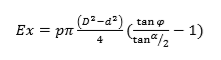 Ex = pπ (D²−d²)/4 (tan φ / tan α/2 − 1)